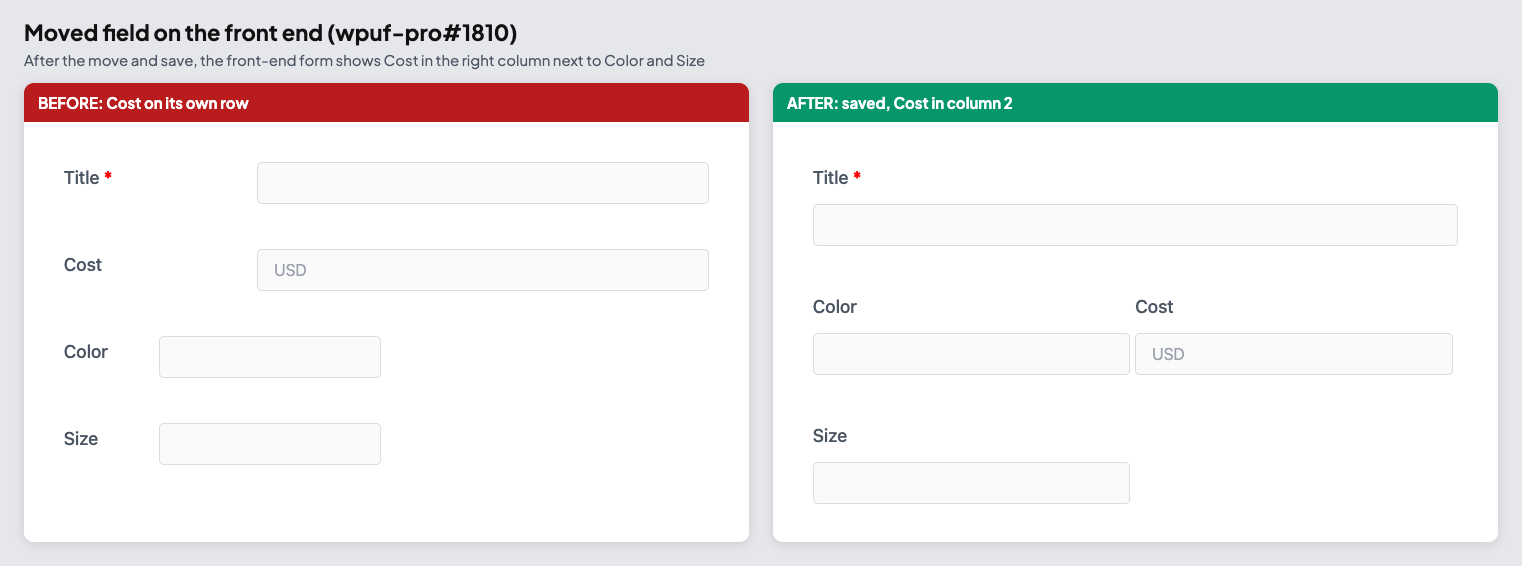 Moved field on the front end (wpuf-pro#1810)
After the move and save, the front-end form shows Cost in the right column next to Color and Size
BEFORE: Cost on its own row
Title *
Cost
USD
Color
Size
AFTER: saved, Cost in column 2
Title *
Color
Cost
USD
Size